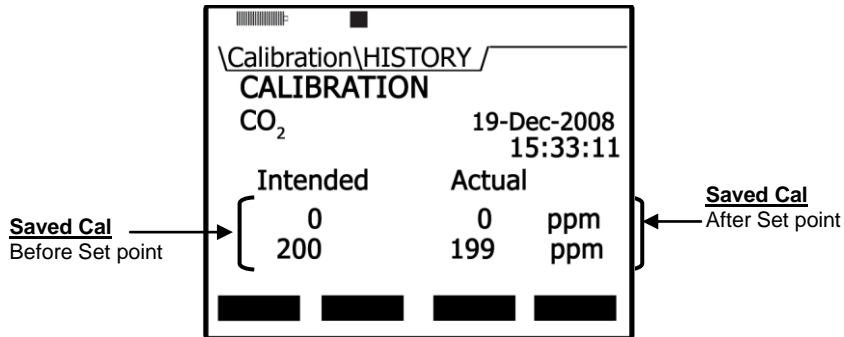 \Calibration\HISTORY /
CALIBRATION
CO₂ 19-Dec-2008
15:33:11
Intended Actual
0 0 ppm
200 199 ppm
Saved Cal
Before Set point
Saved Cal
After Set point